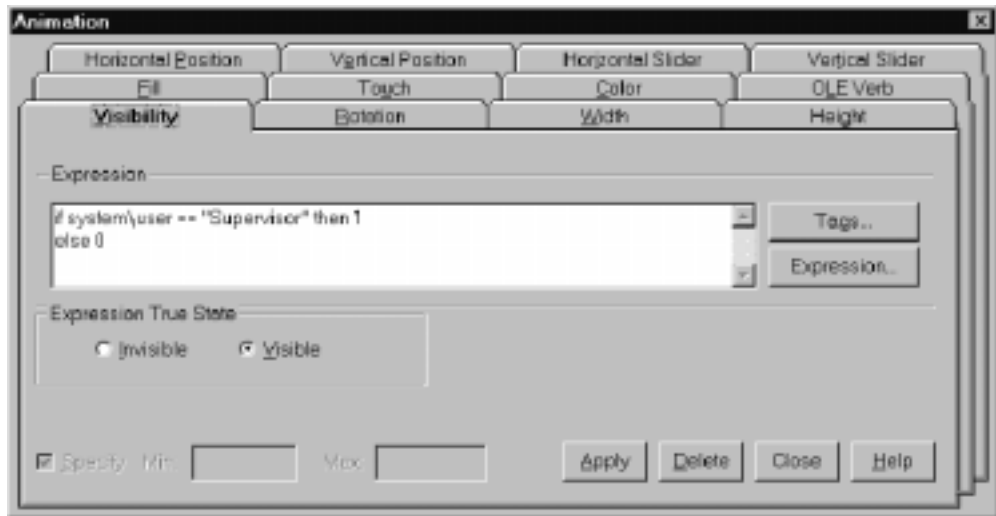 Animation
Horizontal Position Vertical Position Horizontal Slider Vertical Slider
Fill Touch Color OLE Verb
Visibility Rotation Width Height
Expression
if system\user == "Supervisor" then 1
else 0
Tags...
Expression...
Expression True State
Invisible Visible
Specify Min Max Apply Delete Close Help